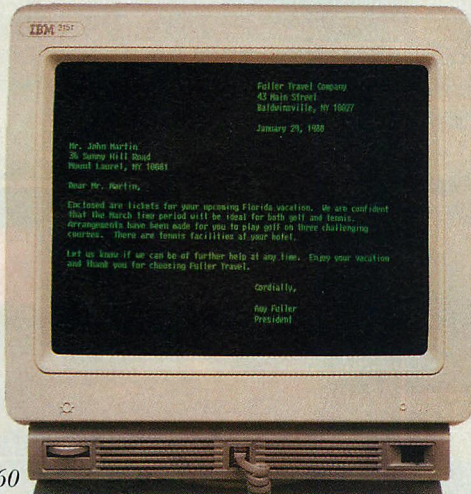 IBM 3151
Fuller Travel Company
43 Main Street
Baldwinsville, NY 10027
January 29, 1988
Mr. John Martin
36 Sunny Hill Road
Mount Laurel, NY 10081
Dear Mr. Martin,
Enclosed are tickets for your upcoming Florida vacation. We are confident
that the March time period will be ideal for both golf and tennis.
Arrangements have been made for you to play golf on three challenging
courses. There are tennis facilities at your hotel.
Let us know if we can be of further help at any time. Enjoy your vacation
and thank you for choosing Fuller Travel.
Cordially,
Amy Fuller
President
60